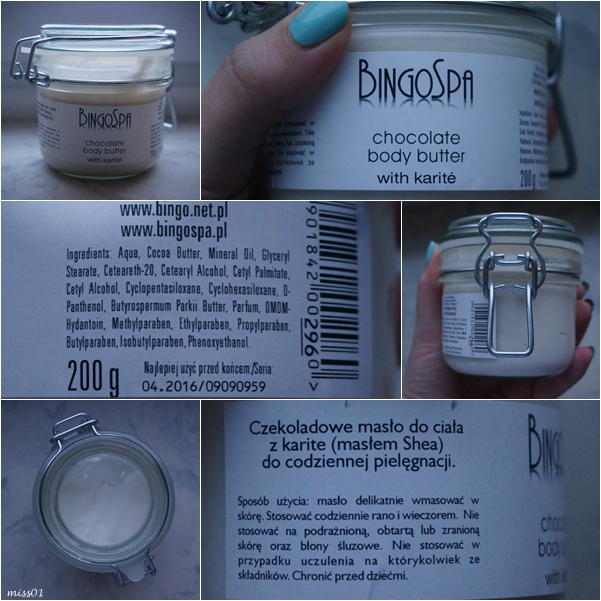 BINGOSPA
chocolate
body butter
with karité
BINGOSPA
chocolate
body butter
with karité
200 g
www.bingo.net.pl
www.bingospa.pl
Ingredients: Aqua, Cocoa Butter, Mineral Oil, Glyceryl
Stearate, Ceteareth-20, Cetearyl Alcohol, Cetyl Palmitate,
Cetyl Alcohol, Cyclopentasiloxane, Cyclohexasiloxane, D-
Panthenol, Butyrospermum Parkii Butter, Parfum, DMDM-
Hydantoin, Methylparaben, Ethylparaben, Propylparaben,
Butylparaben, Isobutylparaben, Phenoxyethanol.
200 g
Najlepiej użyć przed końcem./Seria:
04.2016/09090959
901842 002960
Czekoladowe masło do ciała
z karite (masłem Shea)
do codziennej pielęgnacji.
Sposób użycia: masło delikatnie wmasować w
skórę. Stosować codziennie rano i wieczorem. Nie
stosować na podrażnioną, obtartą lub zranioną
skórę oraz błony śluzowe. Nie stosować w
przypadku uczulenia na którykolwiek ze
składników. Chronić przed dziećmi.
BINGOSPA
miss01